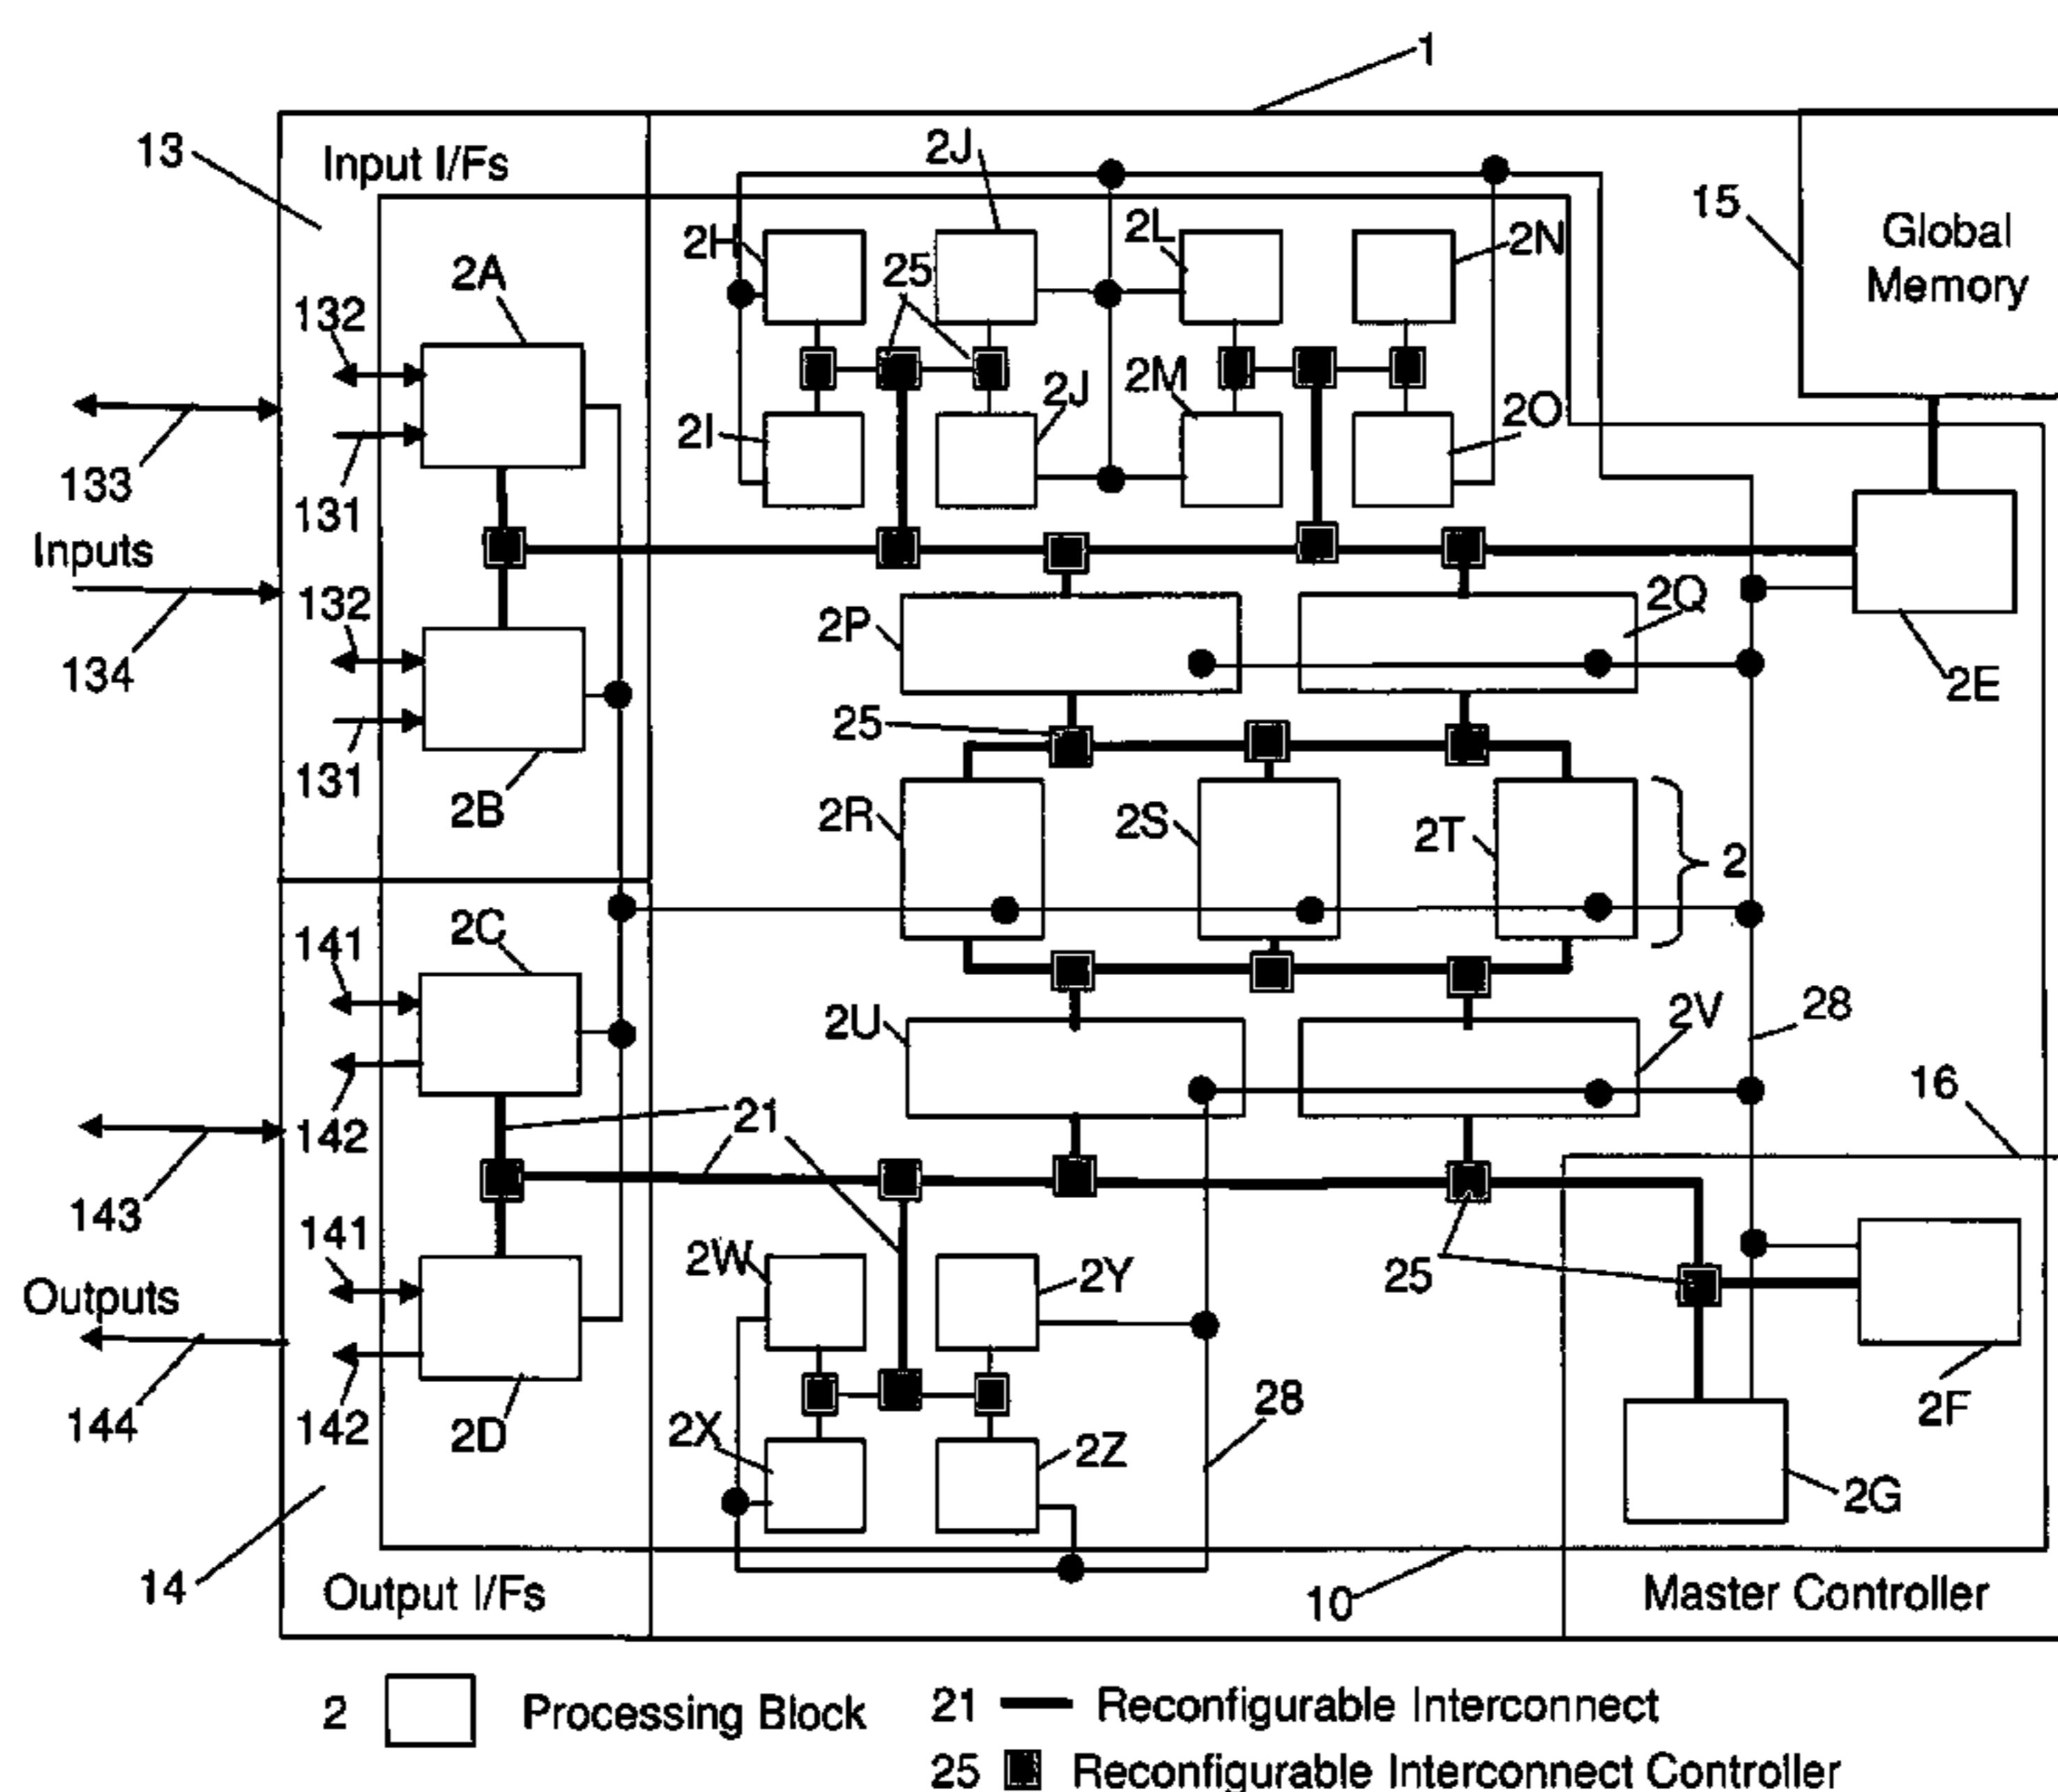 1
13
Input I/Fs
2J
15
Global
Memory
2H
25
2L
2N
2A
132
2J
2M
2O
2I
133
131
Inputs
132
2P
2Q
134
2E
25
131
2B
2R
2S
2T
2
2C
141
2U
2V
28
16
142
21
143
141
2W
2Y
25
Outputs
2F
28
144
142
2D
2X
2Z
2G
14
Output I/Fs
10
Master Controller
2 Processing Block
21 Reconfigurable Interconnect
25 Reconfigurable Interconnect Controller